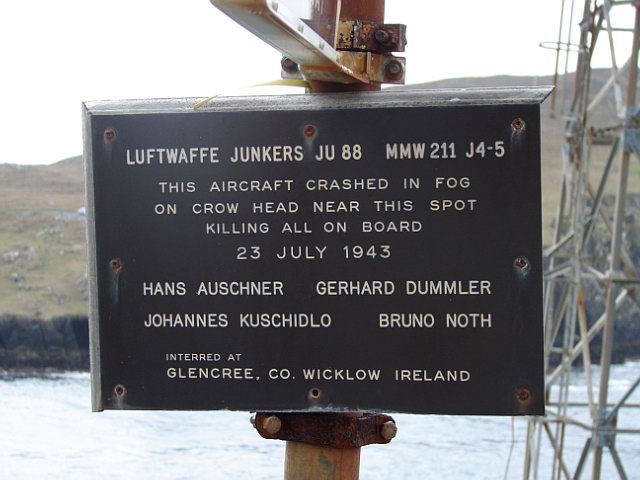 LUFTWAFFE JUNKERS JU 88 MMW 211 J4-5
THIS AIRCRAFT CRASHED IN FOG
ON CROW HEAD NEAR THIS SPOT
KILLING ALL ON BOARD
23 JULY 1943
HANS AUSCHNER GERHARD DUMMLER
JOHANNES KUSCHIDLO BRUNO NOTH
INTERRED AT
GLENCREE, CO. WICKLOW IRELAND